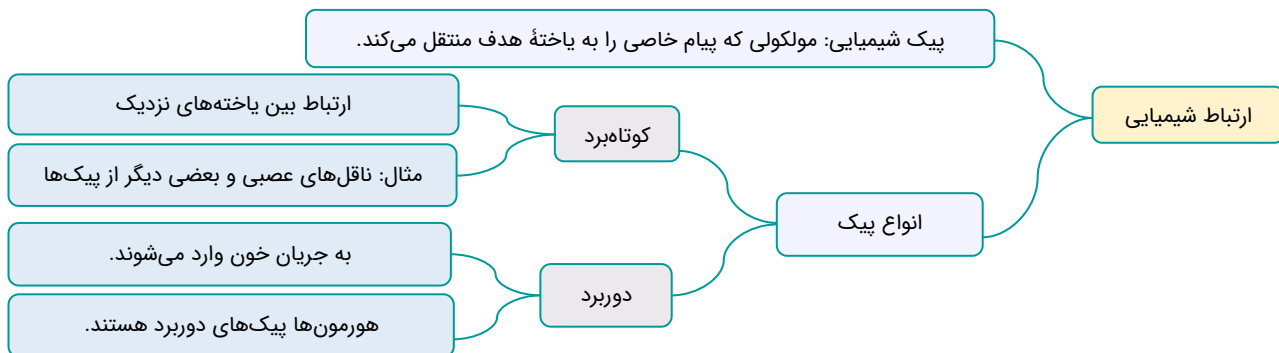 ارتباط شیمیایی
پیک شیمیایی: مولکولی که پیام خاصی را به یاختهٔ هدف منتقل می‌کند.
انواع پیک
کوتاه‌برد
ارتباط بین یاخته‌های نزدیک
مثال: ناقل‌های عصبی و بعضی دیگر از پیک‌ها
دوربرد
به جریان خون وارد می‌شوند.
هورمون‌ها پیک‌های دوربرد هستند.